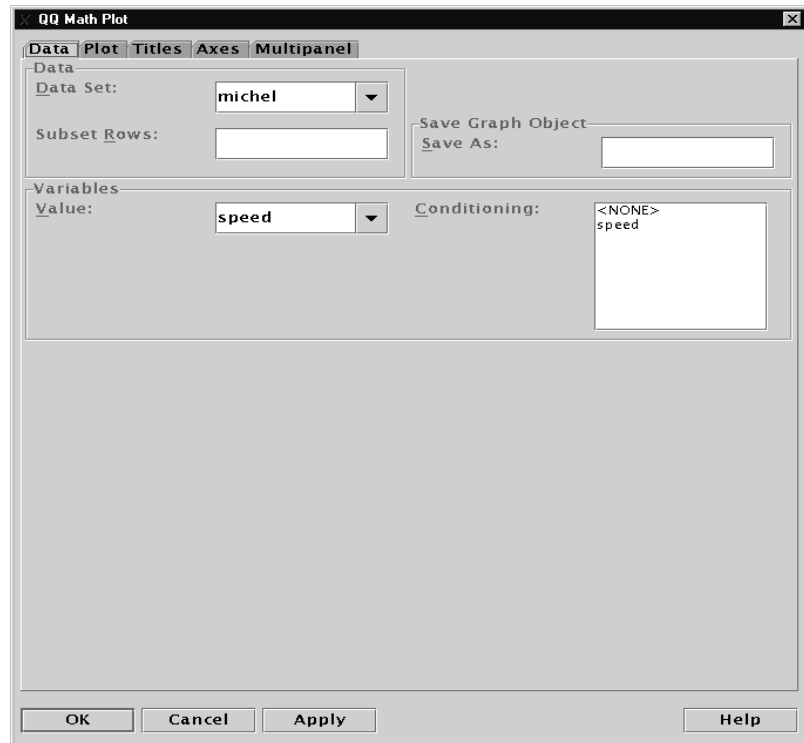 QQ Math Plot
Data Plot Titles Axes Multipanel
Data
Data Set: michel
Subset Rows:
Save Graph Object
Save As:
Variables
Value: speed
Conditioning: <NONE>
speed
OK Cancel Apply Help